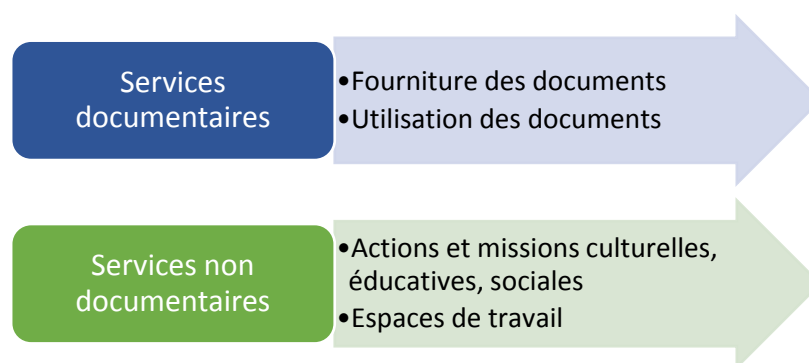 Services
documentaires
•Fourniture des documents
•Utilisation des documents
Services non
documentaires
•Actions et missions culturelles,
éducatives, sociales
•Espaces de travail